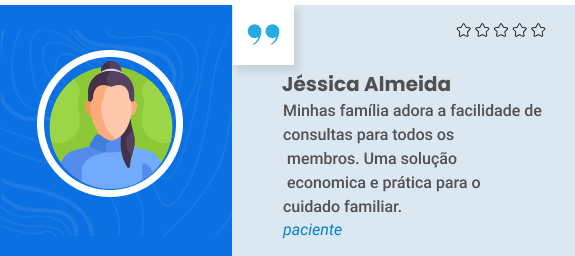 Jéssica Almeida
Minhas família adora a facilidade de
consultas para todos os
membros. Uma solução
economica e prática para o
cuidado familiar.
paciente